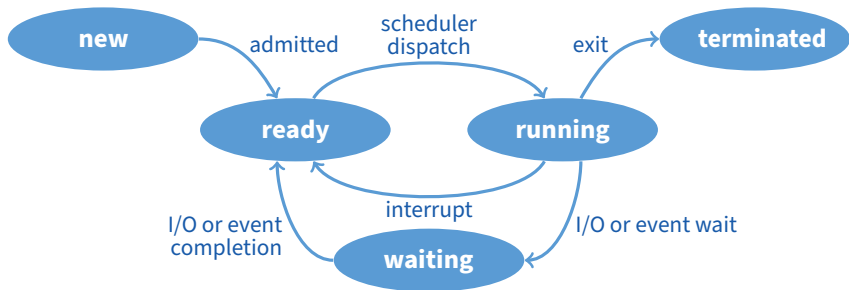 new
admitted
scheduler
dispatch
exit
terminated
ready
running
I/O or event
completion
interrupt
I/O or event wait
waiting